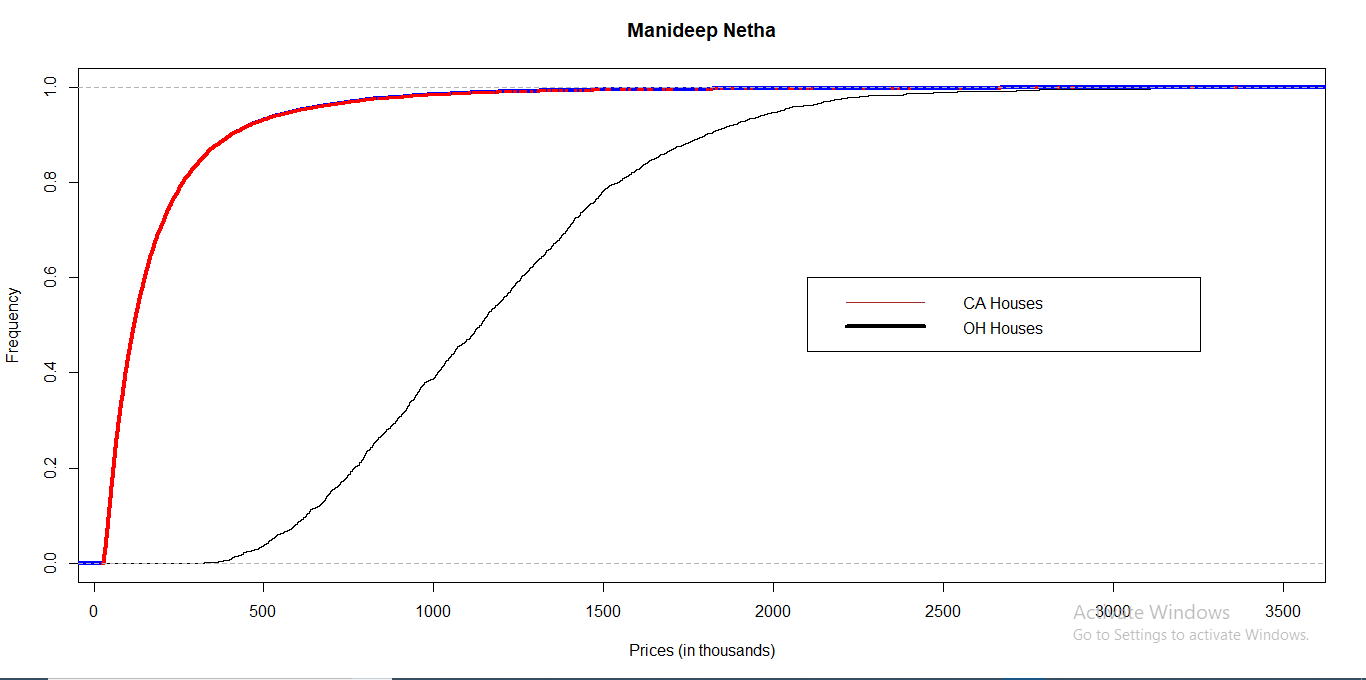 Manideep Netha
1.0
0.8
0.6
0.4
0.2
0.0
Frequency
CA Houses
OH Houses
0 500 1000 1500 2000 2500 3000 3500
Prices (in thousands)
Activate Windows
Go to Settings to activate Windows.